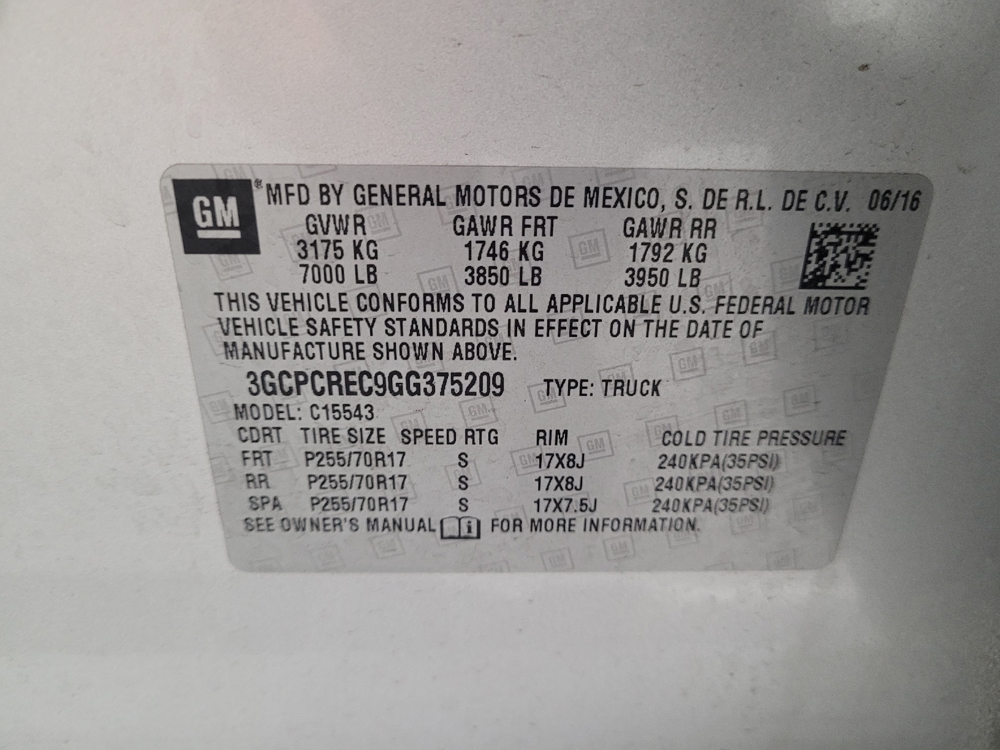 GM® MFD BY GENERAL MOTORS DE MEXICO, S. DE R.L. DE C.V. 06/16
GVWR GAWR FRT GAWR RR
3175 KG 1746 KG 1792 KG
7000 LB 3850 LB 3950 LB
THIS VEHICLE CONFORMS TO ALL APPLICABLE U.S. FEDERAL MOTOR
VEHICLE SAFETY STANDARDS IN EFFECT ON THE DATE OF
MANUFACTURE SHOWN ABOVE.
3GCPCREC9GG375209 TYPE: TRUCK
MODEL: C15543
CDRT TIRE SIZE SPEED RTG RIM COLD TIRE PRESSURE
FRT P255/70R17 S 17X8J 240KPA(35PSI)
RR P255/70R17 S 17X8J 240KPA(35PSI)
SPA P255/70R17 S 17X7.5J 240KPA(35PSI)
SEE OWNER'S MANUAL i FOR MORE INFORMATION.